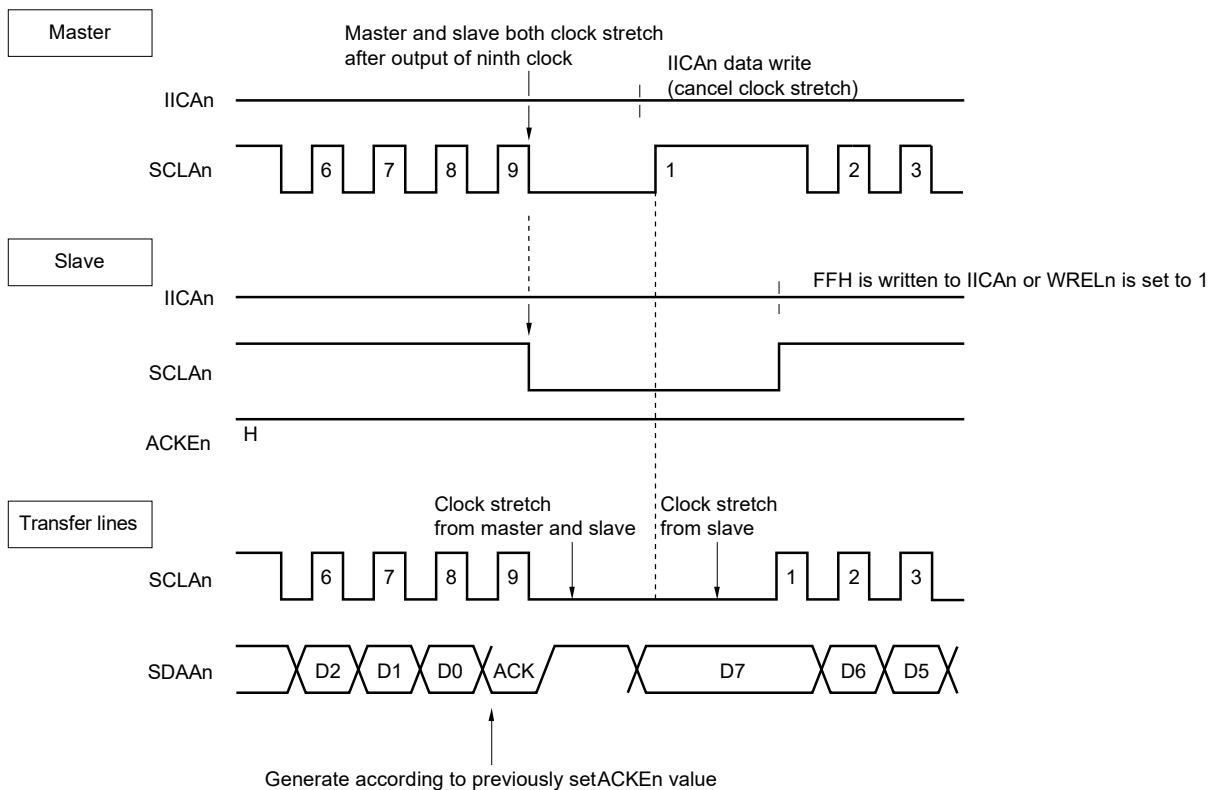 Master
Master and slave both clock stretch
after output of ninth clock
IICAn data write
(cancel clock stretch)
IICAn
SCLAn
6 7 8 9 1 2 3
Slave
FFH is written to IICAn or WRELn is set to 1
IICAn
SCLAn
ACKEn
H
Transfer lines
Clock stretch
from master and slave
Clock stretch
from slave
SCLAn
6 7 8 9 1 2 3
SDAAn
D2 D1 D0 ACK D7 D6 D5
Generate according to previously setACKEn value